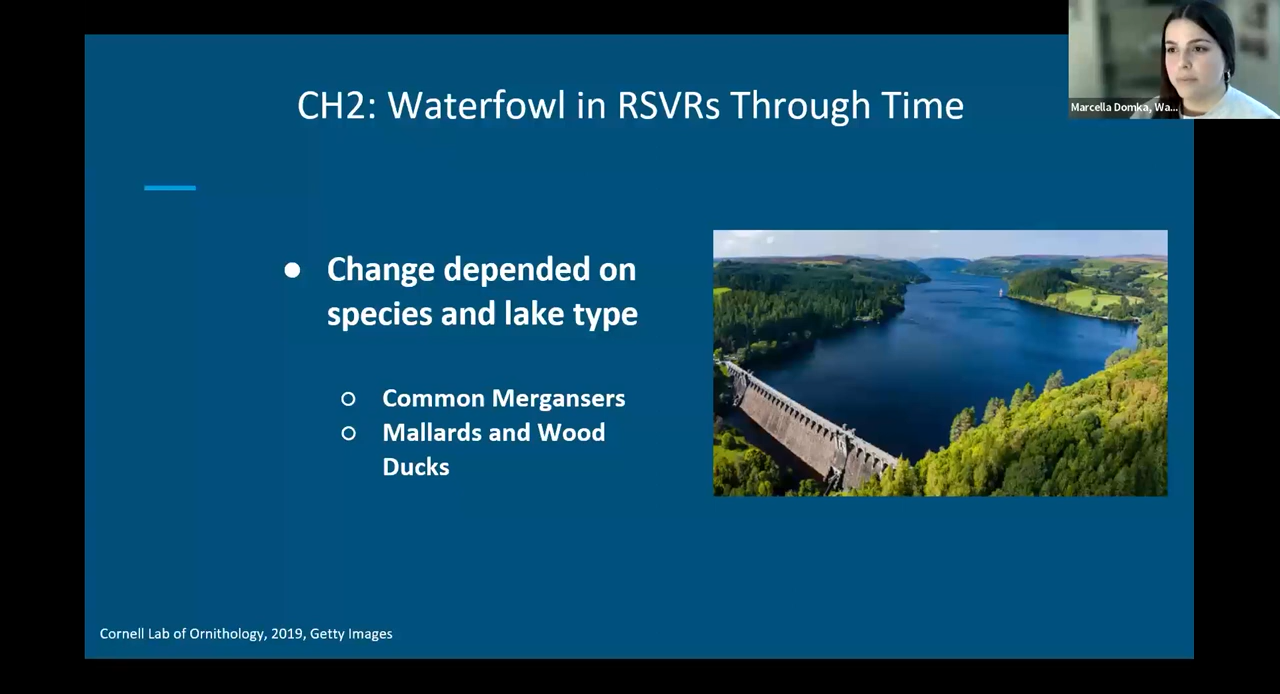 CH2: Waterfowl in RSVRs Through Time
Marcella Domka, Wa...
Change depended on
species and lake type
Common Mergansers
Mallards and Wood
Ducks
Cornell Lab of Ornithology, 2019, Getty Images